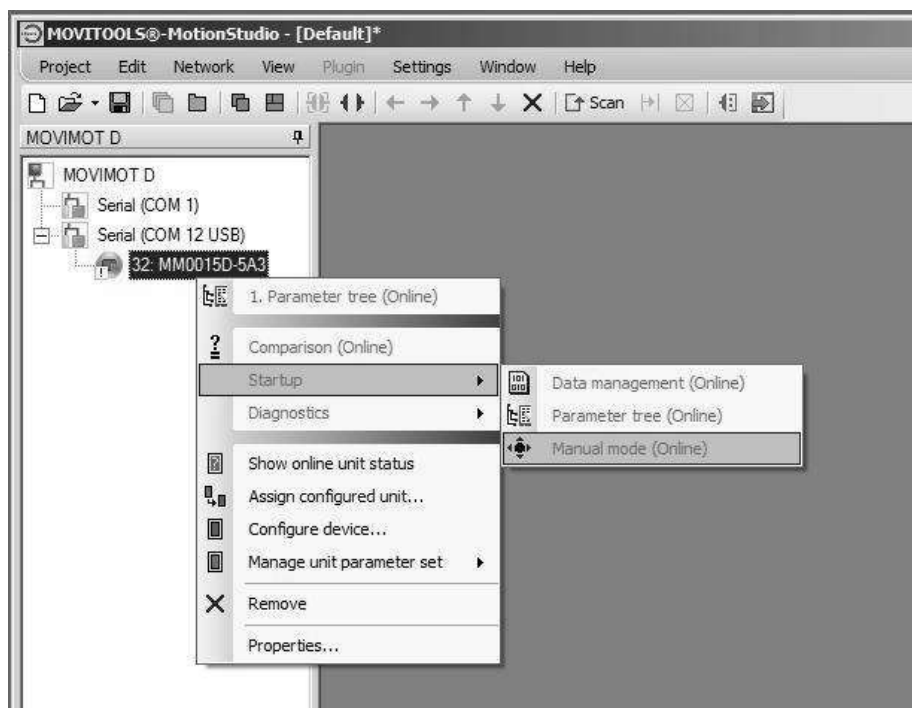 MOVITOOLS®-MotionStudio - [Default]*
Project Edit Network View Plugin Settings Window Help
Scan
MOVIMOT D
MOVIMOT D
Serial (COM 1)
Serial (COM 12 USB)
32: MM0015D-5A3
1. Parameter tree (Online)
Comparison (Online)
Startup
Diagnostics
Show online unit status
Assign configured unit...
Configure device...
Manage unit parameter set
Remove
Properties...
Data management (Online)
Parameter tree (Online)
Manual mode (Online)